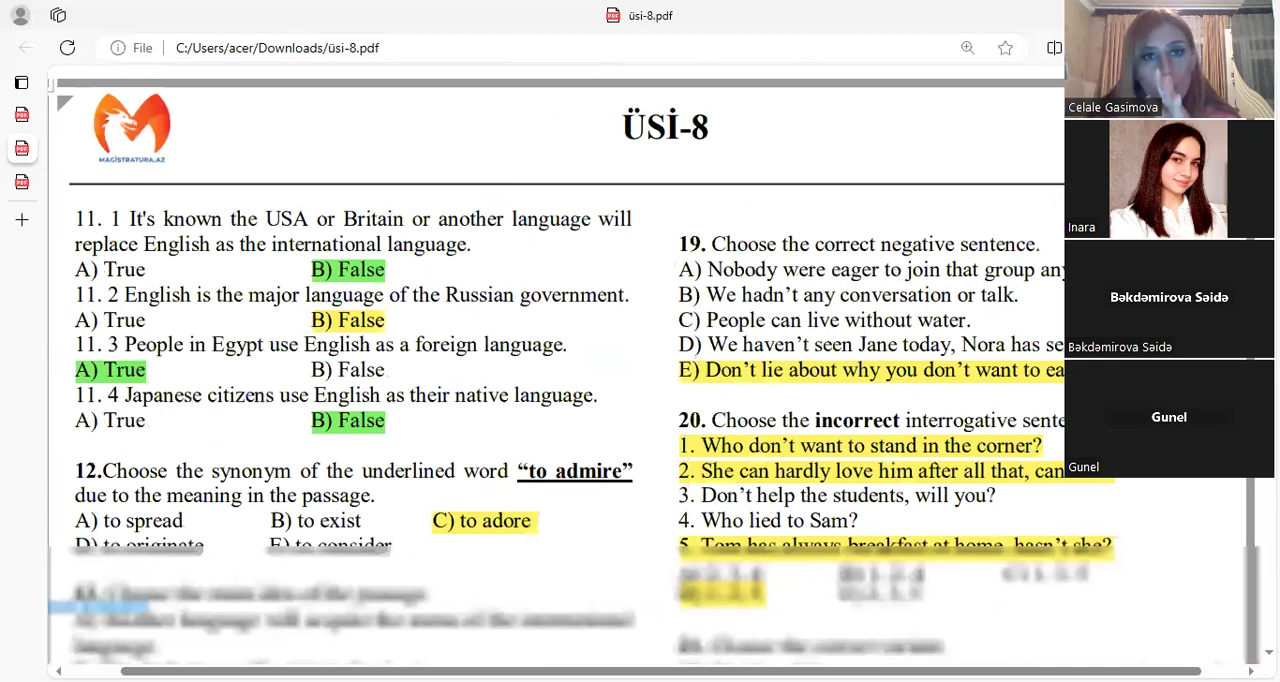 üsi-8.pdf
File
C:/Users/acer/Downloads/üsi-8.pdf
MAGİSTRATURA.AZ
ÜSİ-8
11. 1 It's known the USA or Britain or another language will
replace English as the international language.
A) True B) False
11. 2 English is the major language of the Russian government.
A) True B) False
11. 3 People in Egypt use English as a foreign language.
A) True B) False
11. 4 Japanese citizens use English as their native language.
A) True B) False
12.Choose the synonym of the underlined word “to admire”
due to the meaning in the passage.
A) to spread B) to exist C) to adore
D) to originate E) to consider
19. Choose the correct negative sentence.
A) Nobody were eager to join that group
B) We hadn’t any conversation or talk.
C) People can live without water.
D) We haven’t seen Jane today, Nora has
E) Don’t lie about why you don’t want to
20. Choose the incorrect interrogative
1. Who don’t want to stand in the corner?
2. She can hardly love him after all that,
3. Don’t help the students, will you?
4. Who lied to Sam?
5. Tom has always breakfast at home, hasn’t she?
Celale Gasimova
Inara
Bəkdəmirova Səidə
Bəkdəmirova Səidə
Gunel
Gunel